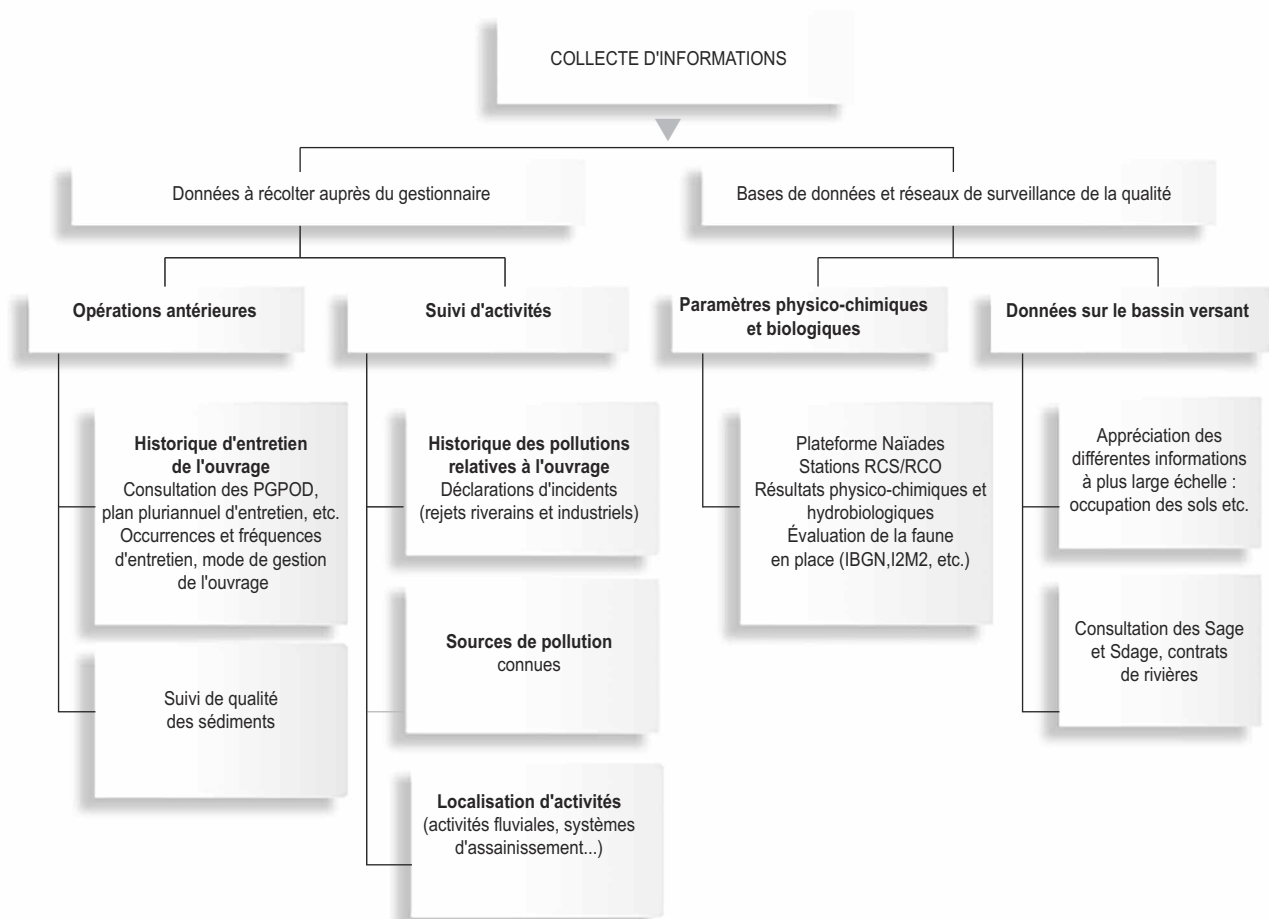 COLLECTE D'INFORMATIONS
Données à récolter auprès du gestionnaire
Bases de données et réseaux de surveillance de la qualité
Opérations antérieures
Suivi d'activités
Paramètres physico-chimiques
et biologiques
Données sur le bassin versant
Historique d'entretien
de l'ouvrage
Consultation des PGPOD,
plan pluriannuel d'entretien, etc.
Occurrences et fréquences
d'entretien, mode de gestion
de l'ouvrage
Suivi de qualité
des sédiments
Historique des pollutions
relatives à l'ouvrage
Déclarations d'incidents
(rejets riverains et industriels)
Sources de pollution
connues
Localisation d'activités
(activités fluviales, systèmes
d'assainissement...)
Plateforme Naïades
Stations RCS/RCO
Résultats physico-chimiques et
hydrobiologiques
Évaluation de la faune
en place (IBGN,I2M2, etc.)
Appréciation des
différentes informations
à plus large échelle :
occupation des sols etc.
Consultation des Sage
et Sdage, contrats
de rivières